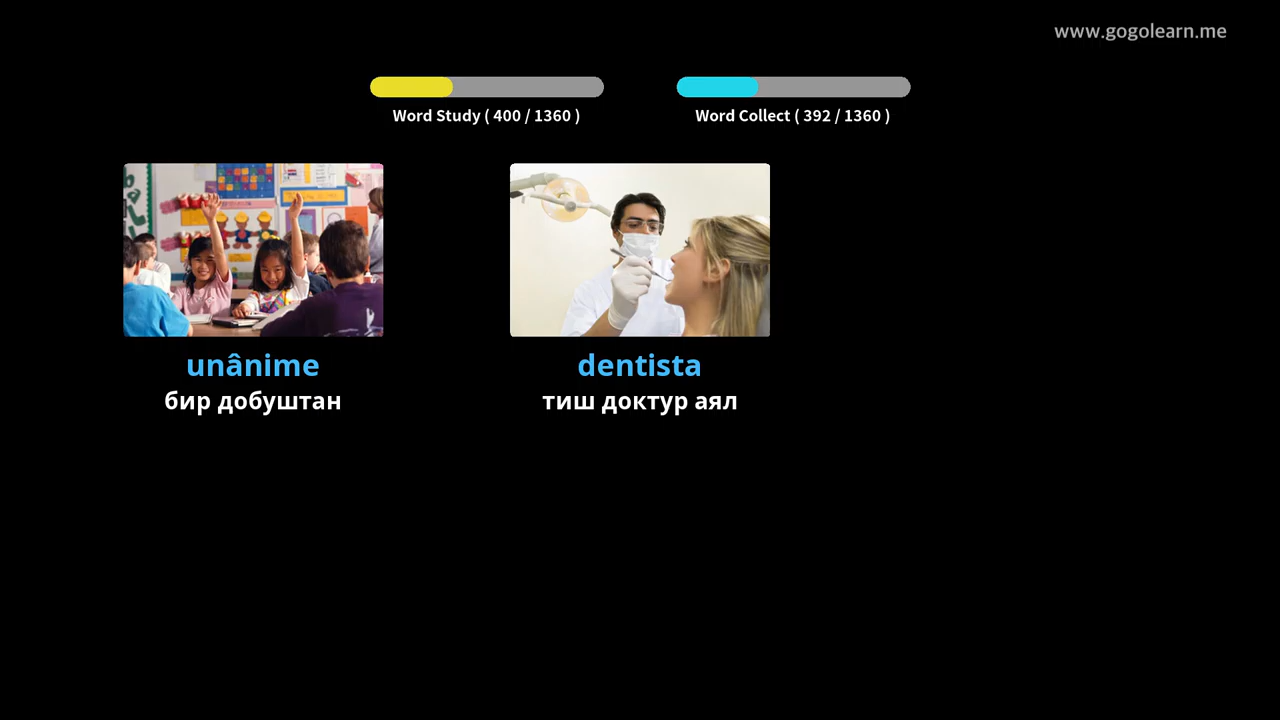 www.gogolearn.me
Word Study ( 400 / 1360 )
Word Collect ( 392 / 1360 )
unânime
бир добуштан
dentista
тиш доктур аял